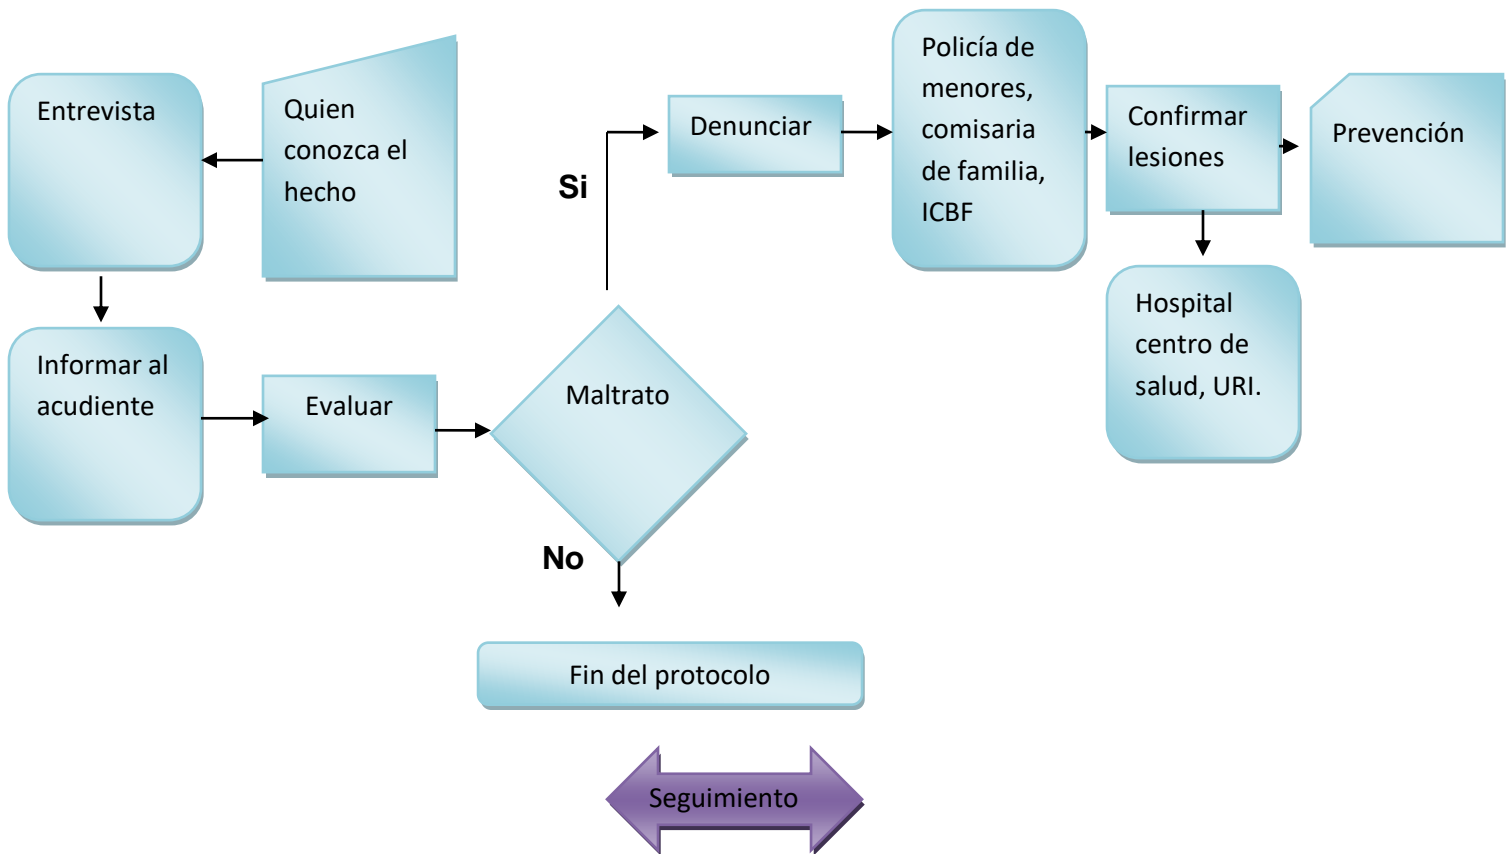 Entrevista
Quien
conozca el
hecho
Informar al
acudiente
Evaluar
Maltrato
Si
Denunciar
Policía de
menores,
comisaria
de familia,
ICBF
Confirmar
lesiones
Prevención
Hospital
centro de
salud, URI.
No
Fin del protocolo
Seguimiento